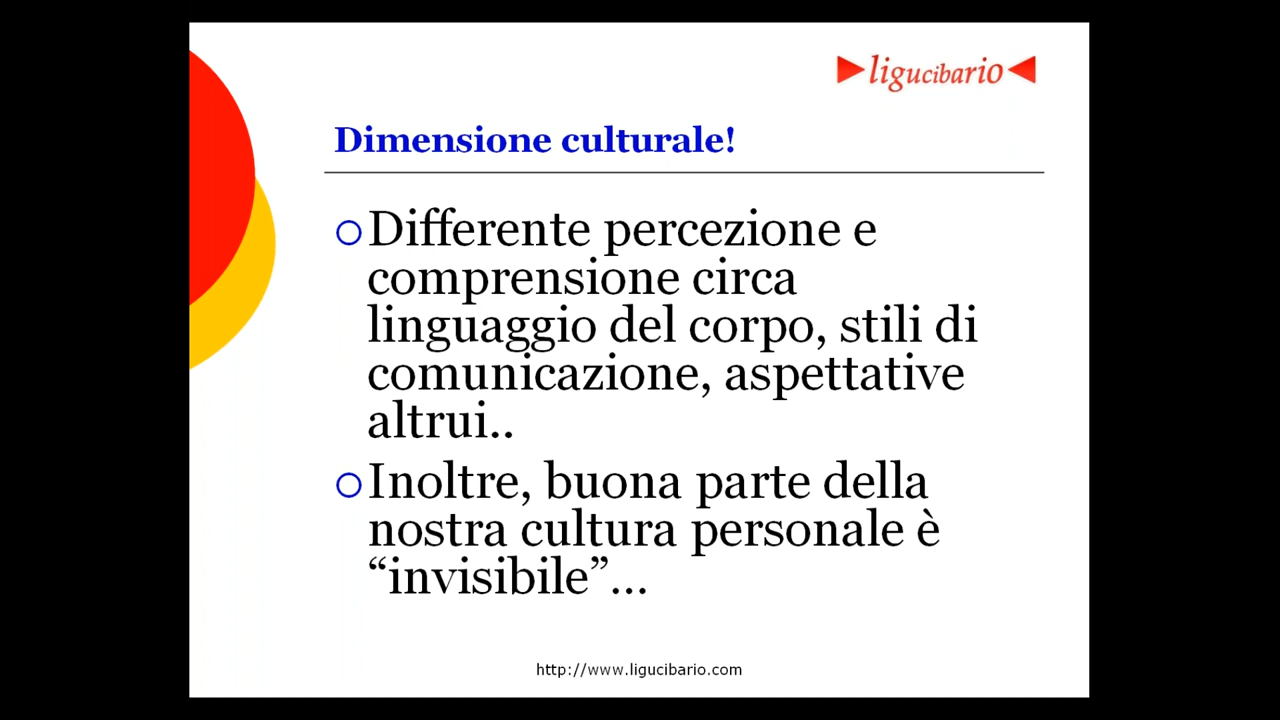 ligucibario
Dimensione culturale!
Differente percezione e
comprensione circa
linguaggio del corpo, stili di
comunicazione, aspettative
altrui..
Inoltre, buona parte della
nostra cultura personale è
“invisibile”...
http://www.ligucibario.com